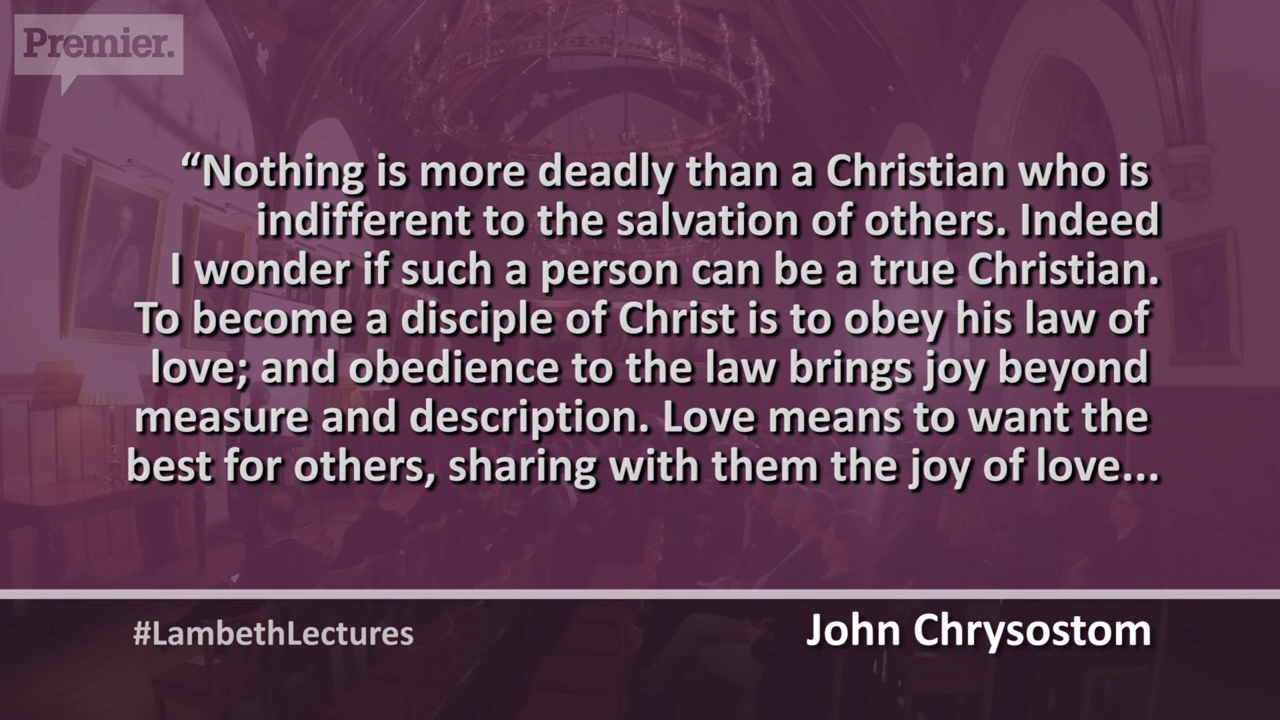 Premier.
“Nothing is more deadly than a Christian who is
indifferent to the salvation of others. Indeed
I wonder if such a person can be a true Christian.
To become a disciple of Christ is to obey his law of
love; and obedience to the law brings joy beyond
measure and description. Love means to want the
best for others, sharing with them the joy of love...
#LambethLectures
John Chrysostom